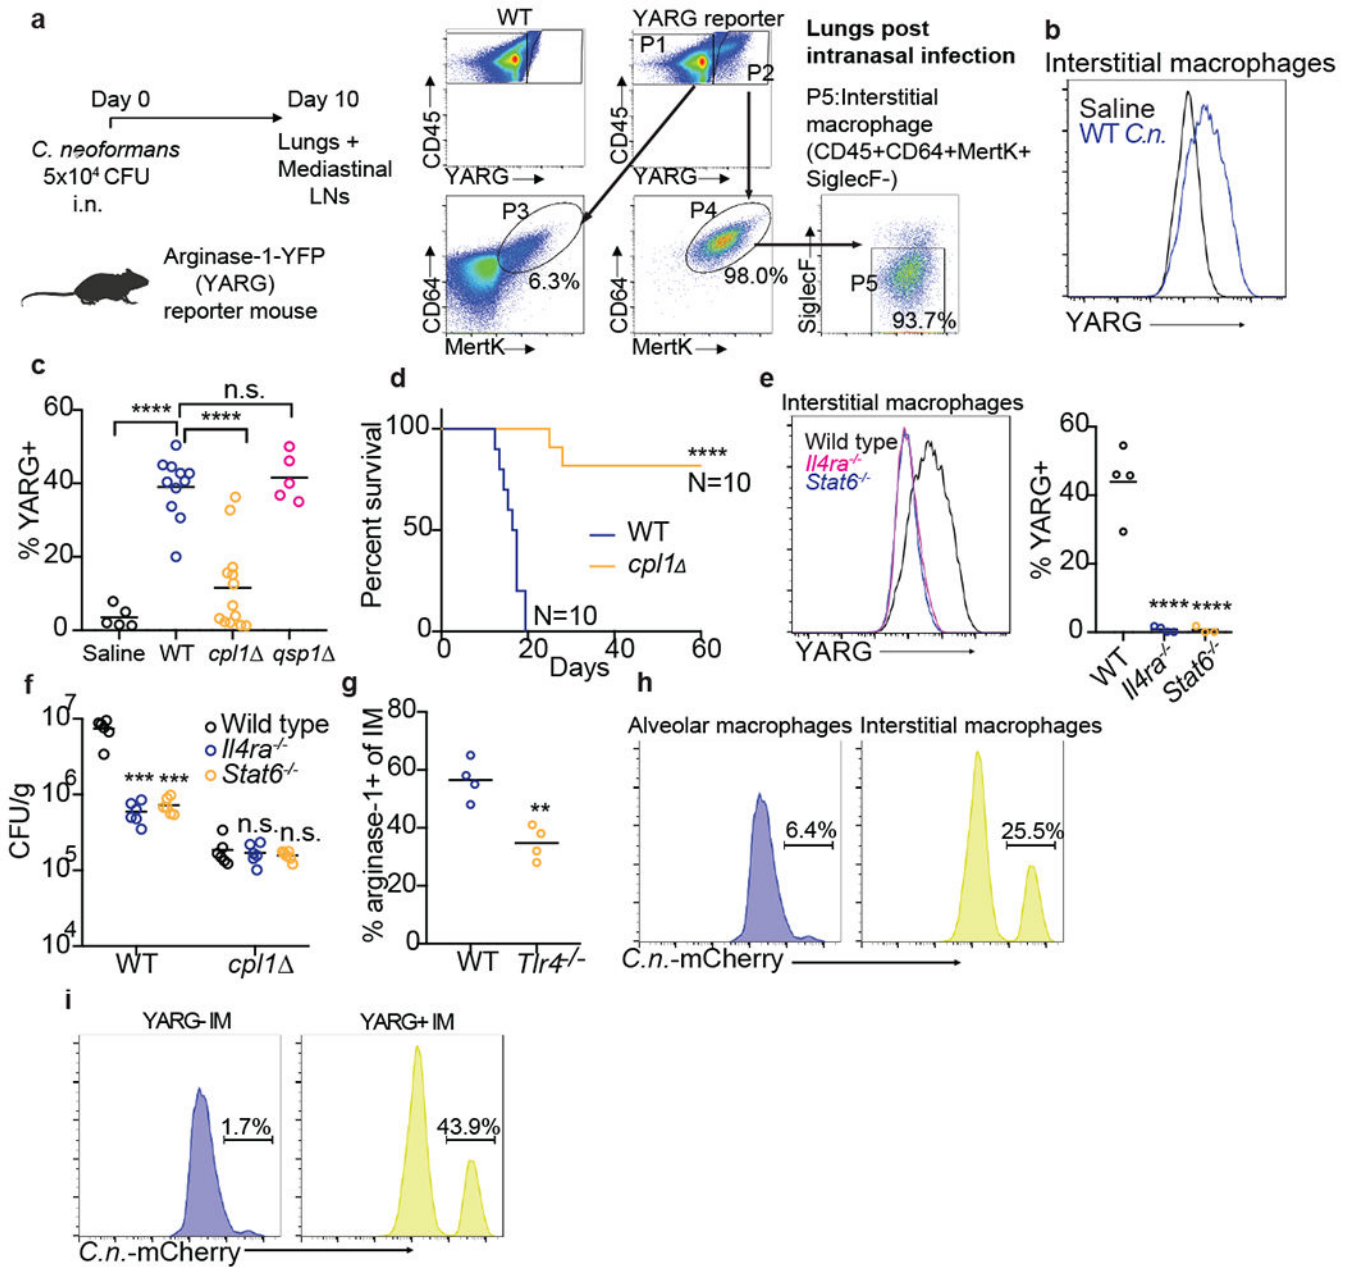 a
Day 0
Day 10
C. neoformans
5x10⁴ CFU
i.n.
Lungs +
Mediastinal
LNs
Arginase-1-YFP
(YARG)
reporter mouse
WT
CD45
YARG
YARG reporter
P1
P2
CD45
YARG
Lungs post
intranasal infection
P5:Interstitial
macrophage
(CD45+CD64+MertK+
SiglecF-)
P3
6.3%
CD64
MertK
P4
98.0%
CD64
MertK
SiglecF
P5
93.7%
b
Interstitial macrophages
Saline
WT C.n.
YARG
c
n.s.
****
****
% YARG+
60
40
20
0
Saline
WT
cpl1Δ
qsp1Δ
d
Percent survival
100
50
0
****
N=10
WT
cpl1Δ
N=10
0
20
40
60
Days
e
Interstitial macrophages
Wild type
Il4ra-/-
Stat6-/-
YARG
% YARG+
60
40
20
0
****
****
WT
Il4ra-/-
Stat6-/-
f
CFU/g
10⁷
10⁶
10⁵
10⁴
Wild type
Il4ra-/-
Stat6-/-
***
***
n.s.
n.s.
WT
cpl1Δ
g
% arginase-1+ of IM
80
60
40
20
0
**
WT
Tlr4-/-
h
Alveolar macrophages
Interstitial macrophages
6.4%
25.5%
C.n.-mCherry
i
YARG- IM
YARG+ IM
1.7%
43.9%
C.n.-mCherry